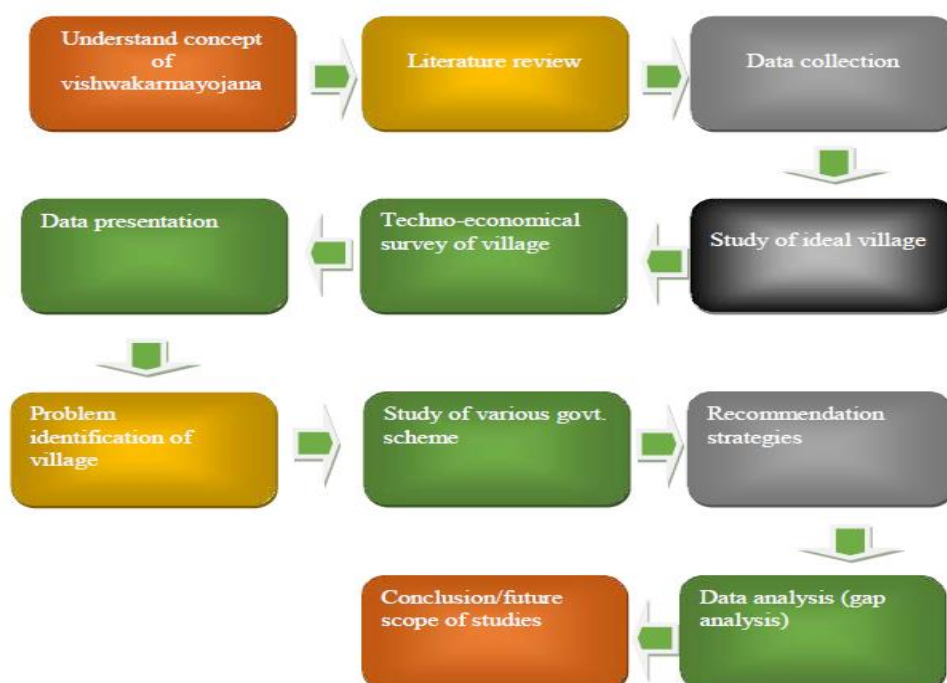 Understand concept
of
vishwakarmayojana
Literature review
Data collection
Study of ideal village
Techno-economical
survey of village
Data presentation
Problem
identification of
village
Study of various govt.
scheme
Recommendation
strategies
Data analysis (gap
analysis)
Conclusion/future
scope of studies